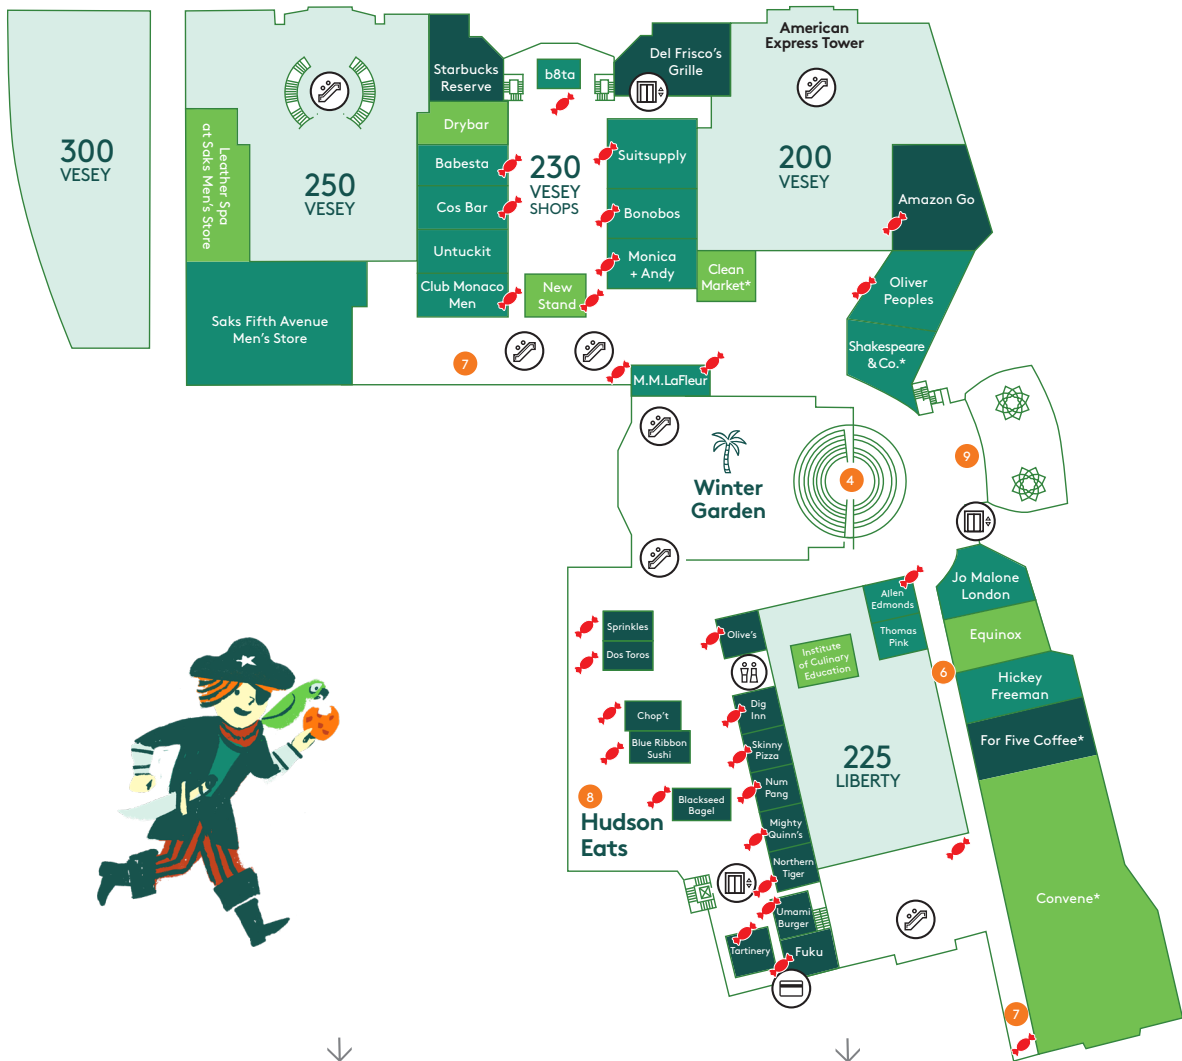 American
Express Tower
Del Frisco's
Grille
b8ta
Starbucks
Reserve
Drybar
300
VESEY
Leather Spa
at Saks Men's Store
250
VESEY
Babesta
Cos Bar
Untuckit
Club Monaco
Men
230
VESEY
SHOPS
New
Stand
Suitsupply
Bonobos
Monica
+ Andy
200
VESEY
Clean
Market*
Amazon Go
Oliver
Peoples
Shakespeare
& Co.*
Saks Fifth Avenue
Men's Store
7
M.M.LaFleur
Winter
Garden
4
9
Jo Malone
London
Equinox
6
Hickey
Freeman
For Five Coffee*
Convene*
7
Allen
Edmonds
Thomas
Pink
Institute
of Culinary
Education
225
LIBERTY
Sprinkles
Dos Toros
Olive's
Chop't
Blue Ribbon
Sushi
Blackseed
Bagel
8
Hudson
Eats
Dig
Inn
Skinny
Pizza
Num
Pang
Mighty
Quinn's
Northern
Tiger
Umami
Burger
Tartinery
Fuku